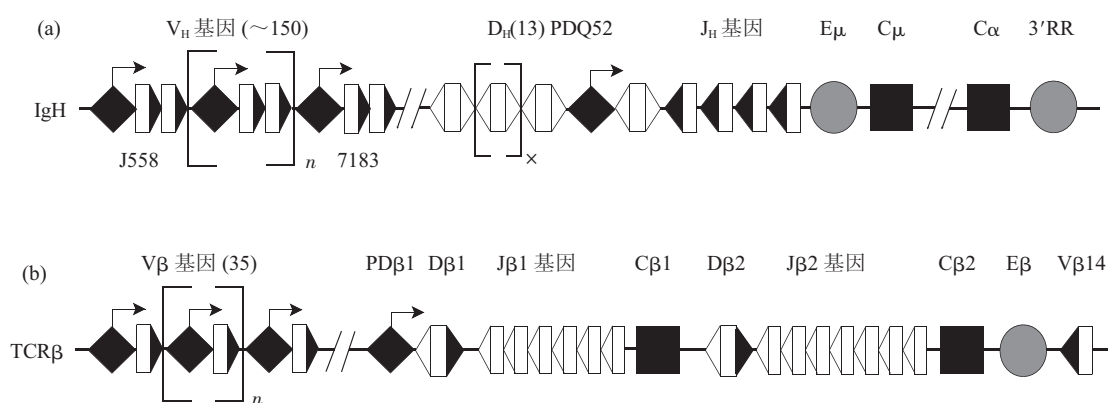 (a)
V_H 基因 (～150) D_H(13) PDQ52 J_H 基因 Eμ Cμ Cα 3′RR
IgH
J558 n 7183 ×
(b)
Vβ 基因 (35) PDβ1 Dβ1 Jβ1 基因 Cβ1 Dβ2 Jβ2 基因 Cβ2 Eβ Vβ14
TCRβ
n